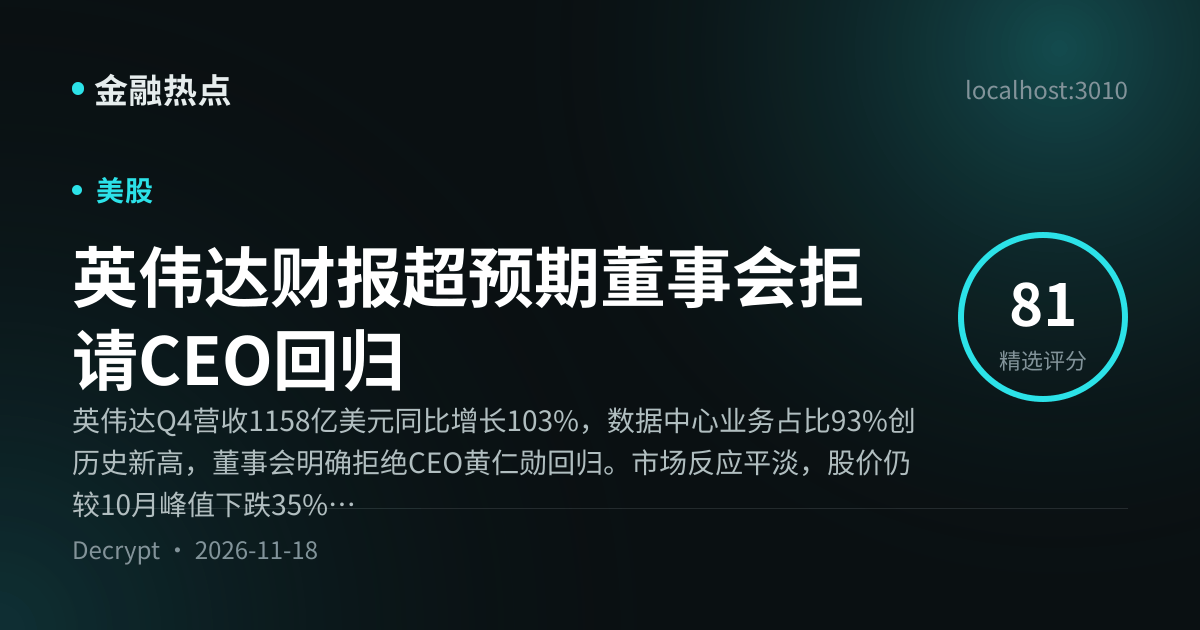 金融热点
localhost:3010
美股
英伟达财报超预期董事会拒
请CEO回归
英伟达Q4营收1158亿美元同比增长103%，数据中心业务占比93%创
历史新高，董事会明确拒绝CEO黄仁勋回归。市场反应平淡，股价仍
较10月峰值下跌35%…
81
精选评分
Decrypt • 2026-11-18